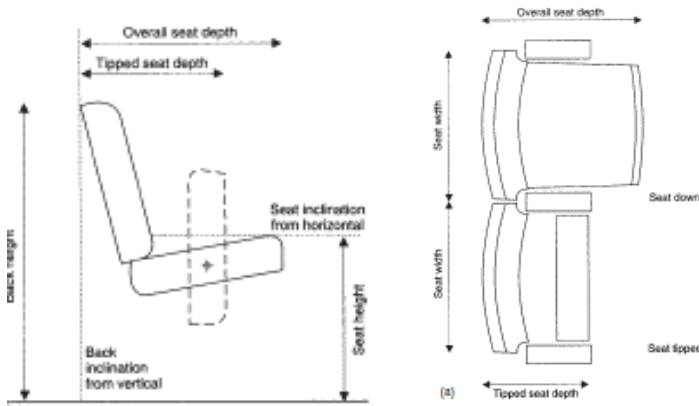 Overall seat depth
Tipped seat depth
Back height
Seat inclination
from horizontal
Seat height
Back
inclination
from vertical
Overall seat depth
Seat width
Seat down
Seat width
Seat tipped
(a)
Tipped seat depth